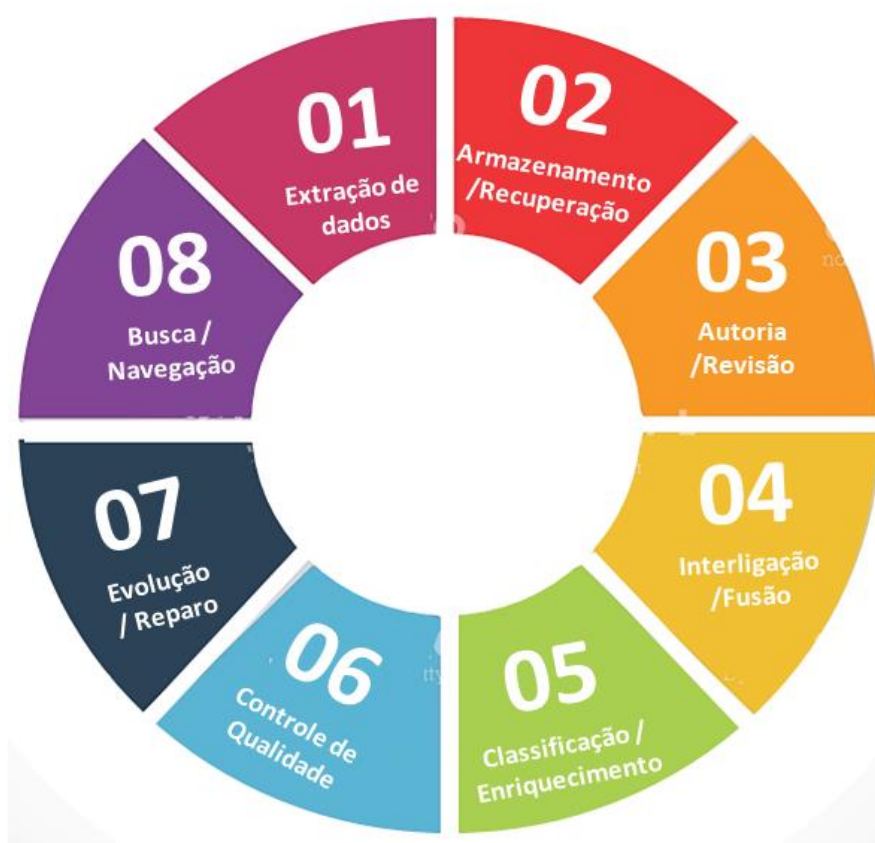 01
Extração de
dados
02
Armazenamento
/Recuperação
03
Autoria
/Revisão
04
Interligação
/Fusão
05
Classificação /
Enriquecimento
06
Controle de
Qualidade
07
Evolução
/ Reparo
08
Busca /
Navegação